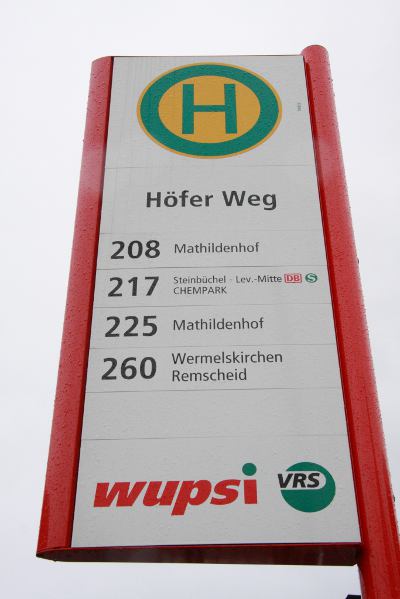 H
Höfer Weg
208 Mathildenhof
217 Steinbüchel - Lev.-Mitte DB S
CHEMPARK
225 Mathildenhof
260 Wermelskirchen
Remscheid
wupsi VRS